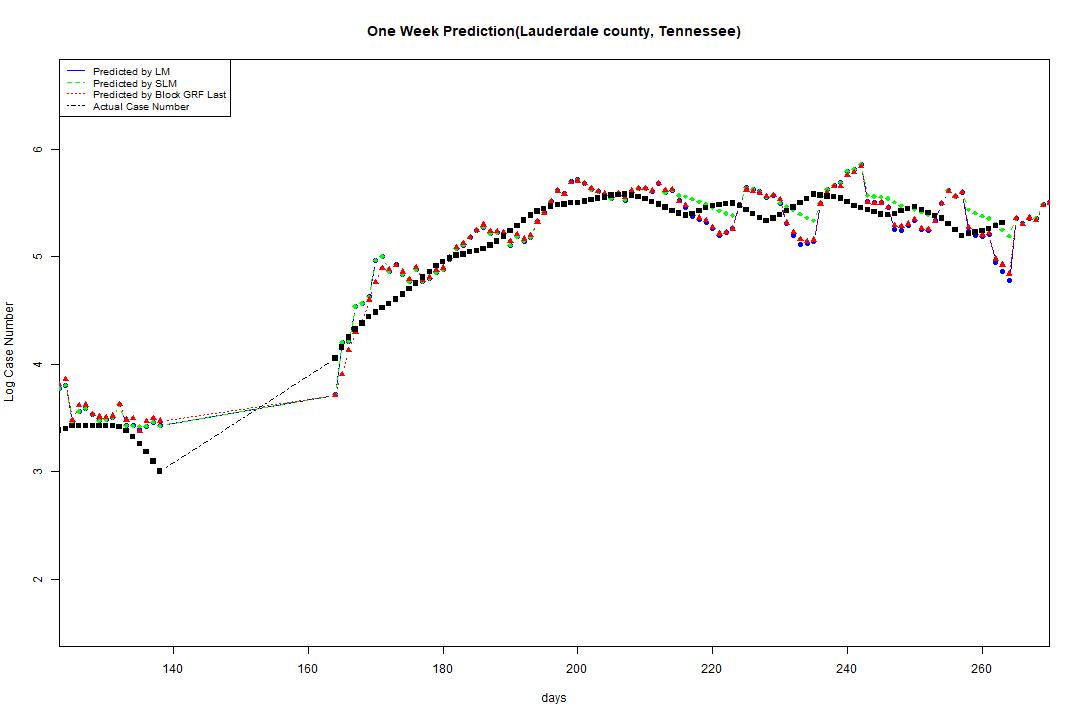 One Week Prediction(Lauderdale county, Tennessee)
Predicted by LM
Predicted by SLM
Predicted by Block GRF Last
Actual Case Number
6
5
4
3
2
Log Case Number
140 160 180 200 220 240 260
days